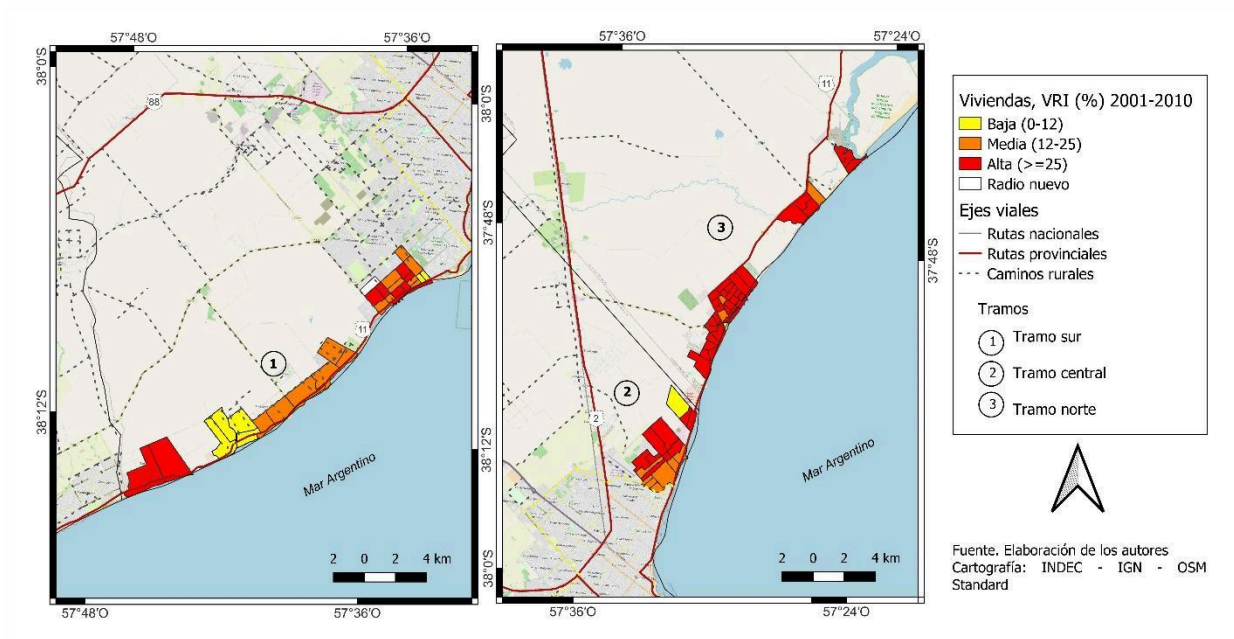 57°48'O
57°36'O
38°0'S
88
11
1
38°12'S
Mar Argentino
2 0 2 4 km
57°48'O
57°36'O
57°36'O
57°24'O
38°0'S
11
37°48'S
3
37°48'S
2
2
38°12'S
Mar Argentino
38°0'S
2 0 2 4 km
57°36'O
57°24'O
Viviendas, VRI (%) 2001-2010
Baja (0-12)
Media (12-25)
Alta (>=25)
Radio nuevo
Ejes viales
Rutas nacionales
Rutas provinciales
Caminos rurales
Tramos
1 Tramo sur
2 Tramo central
3 Tramo norte
Fuente. Elaboración de los autores
Cartografía: INDEC - IGN - OSM
Standard